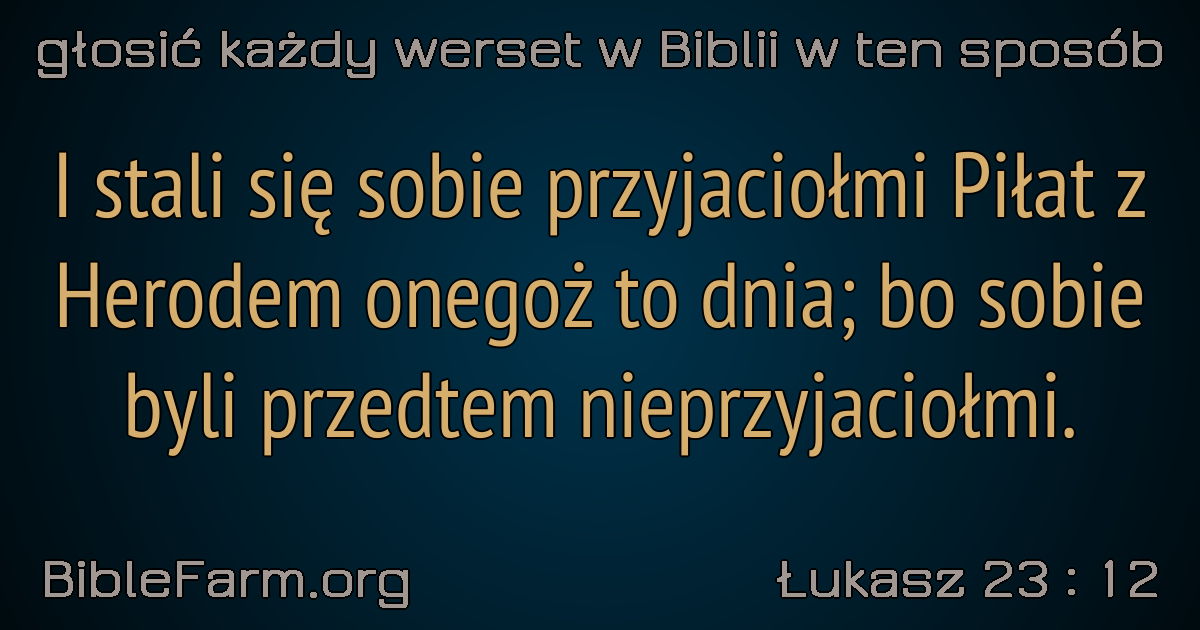 głosić każdy werset w Biblii w ten sposób
I stali się sobie przyjaciołmi Piłat z
Herodem onegoż to dnia; bo sobie
byli przedtem nieprzyjaciołmi.
BibleFarm.org
Łukasz 23 : 12